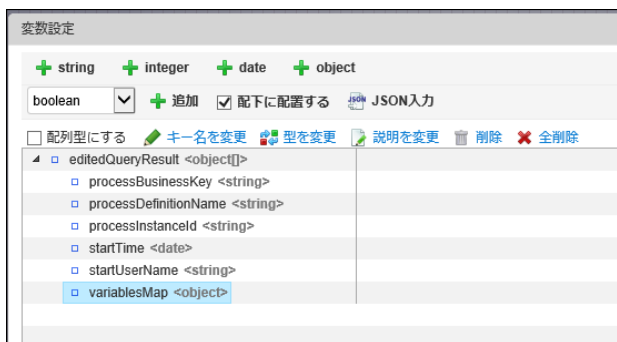 変数設定
string integer date object
boolean 追加 配下に配置する JSON入力
配列型にする キー名を変更 型を変更 説明を変更 削除 全削除
editedQueryResult <object[]>
processBusinessKey <string>
processDefinitionName <string>
processInstanceId <string>
startTime <date>
startUserName <string>
variablesMap <object>